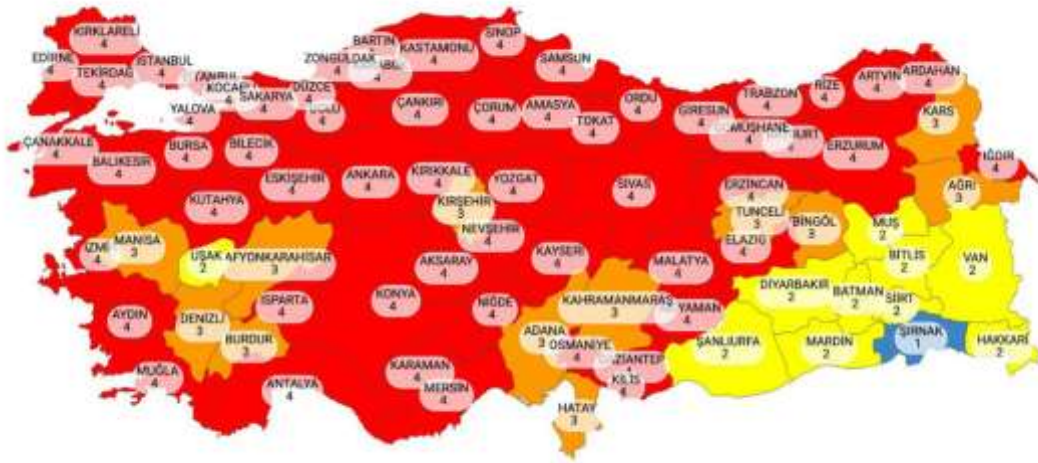 KIRKLARELİ
4
EDİRNE
4
TEKİRDAĞ
4
İSTANBUL
4
KOCAELİ
4
YALOVA
4
SAKARYA
4
DÜZCE
4
BOLU
4
ZONGULDAK
4
BARTIN
KASTAMONU
4
SİNOP
4
SAMSUN
4
ÇANKIRI
4
ÇORUM
4
AMASYA
4
TOKAT
4
ORDU
4
GİRESUN
4
TRABZON
4
RİZE
4
ARTVİN
4
ARDAHAN
4
KARS
3
IĞDIR
4
ERZURUM
4
AĞRI
3
ÇANAKKALE
4
BALIKESİR
4
BURSA
4
BİLECİK
4
KÜTAHYA
4
ESKİŞEHİR
4
ANKARA
4
KIRIKKALE
4
KIRŞEHİR
3
YOZGAT
4
NEVŞEHİR
4
SİVAS
4
ERZİNCAN
4
TUNCELİ
3
BİNGÖL
3
ELAZIĞ
4
MUŞ
2
BİTLİS
2
VAN
2
İZMİ
4
MANİSA
3
UŞAK
2
AFYONKARAHİSAR
3
AKSARAY
4
KAYSERİ
4
MALATYA
4
DİYARBAKIR
2
BATMAN
2
SİİRT
2
ŞIRNAK
1
HAKKARİ
2
AYDIN
4
DENİZLİ
3
BURDUR
3
ISPARTA
4
KONYA
4
NİĞDE
4
KAHRAMANMARAŞ
3
YAMAN
4
ADANA
3
OSMANİYE
4
ŞANLIURFA
2
MARDİN
2
MUĞLA
4
ANTALYA
4
KARAMAN
4
MERSİN
4
KİLİS
4
HATAY
3